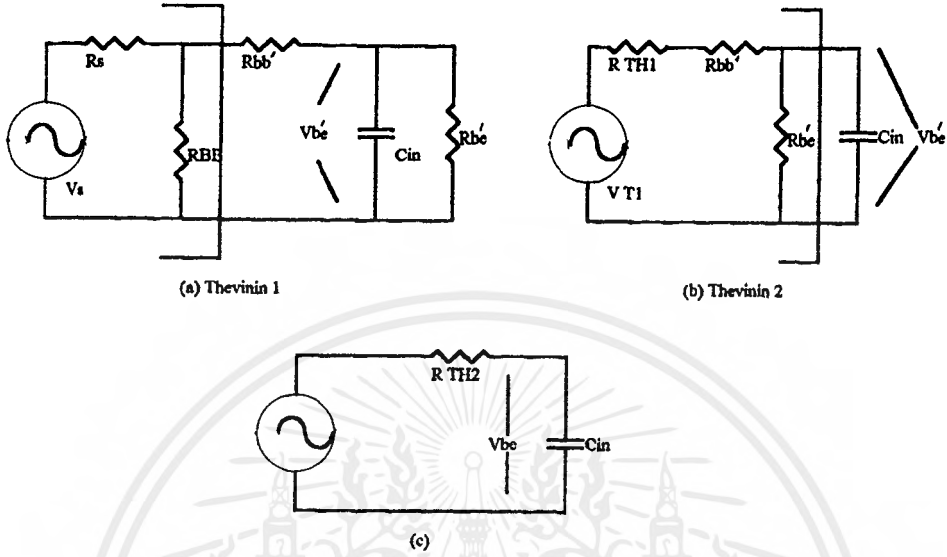 Rs
Rbb'
Vbe'
RBE
Cin
Rbe'
Vs
(a) Thevinin 1
R TH1
Rbb'
Rbe'
Cin
Vbe'
V T1
(b) Thevinin 2
R TH2
Vbe
Cin
(c)